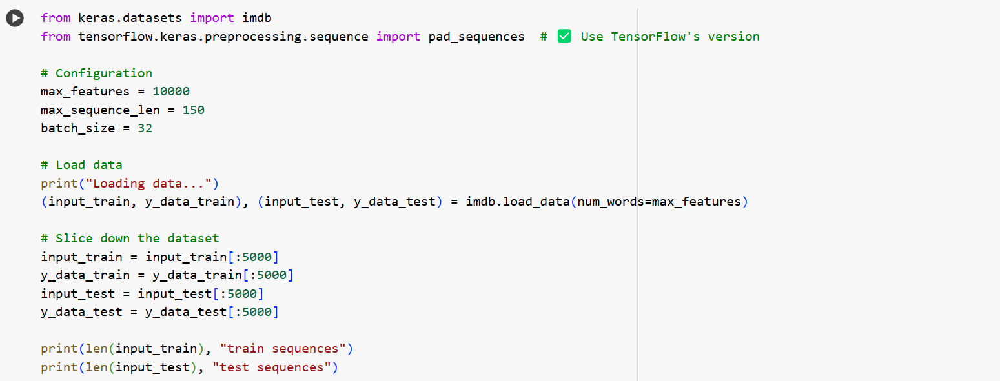 from keras.datasets import imdb
from tensorflow.keras.preprocessing.sequence import pad_sequences  # ✅ Use TensorFlow's version
# Configuration
max_features = 10000
max_sequence_len = 150
batch_size = 32
# Load data
print("Loading data...")
(input_train, y_data_train), (input_test, y_data_test) = imdb.load_data(num_words=max_features)
# Slice down the dataset
input_train = input_train[:5000]
y_data_train = y_data_train[:5000]
input_test = input_test[:5000]
y_data_test = y_data_test[:5000]
print(len(input_train), "train sequences")
print(len(input_test), "test sequences")